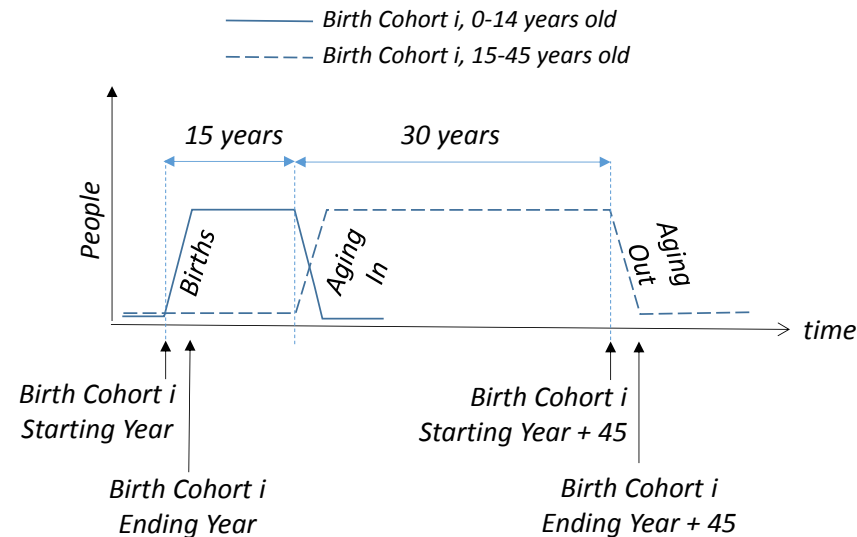 Birth Cohort i, 0-14 years old
Birth Cohort i, 15-45 years old
15 years
30 years
People
Births
Aging
In
Aging
Out
time
Birth Cohort i
Starting Year
Birth Cohort i
Ending Year
Birth Cohort i
Starting Year + 45
Birth Cohort i
Ending Year + 45